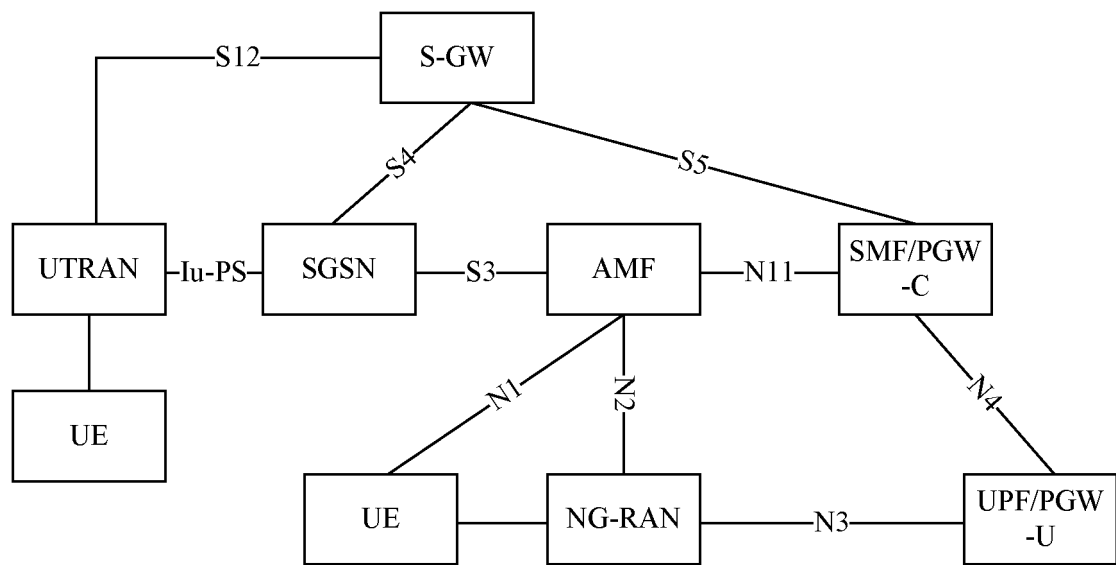 S12
S-GW
S4
S5
UTRAN
Iu-PS
SGSN
S3
AMF
N11
SMF/PGW
-C
N1
N2
N4
UE
UE
NG-RAN
N3
UPF/PGW
-U